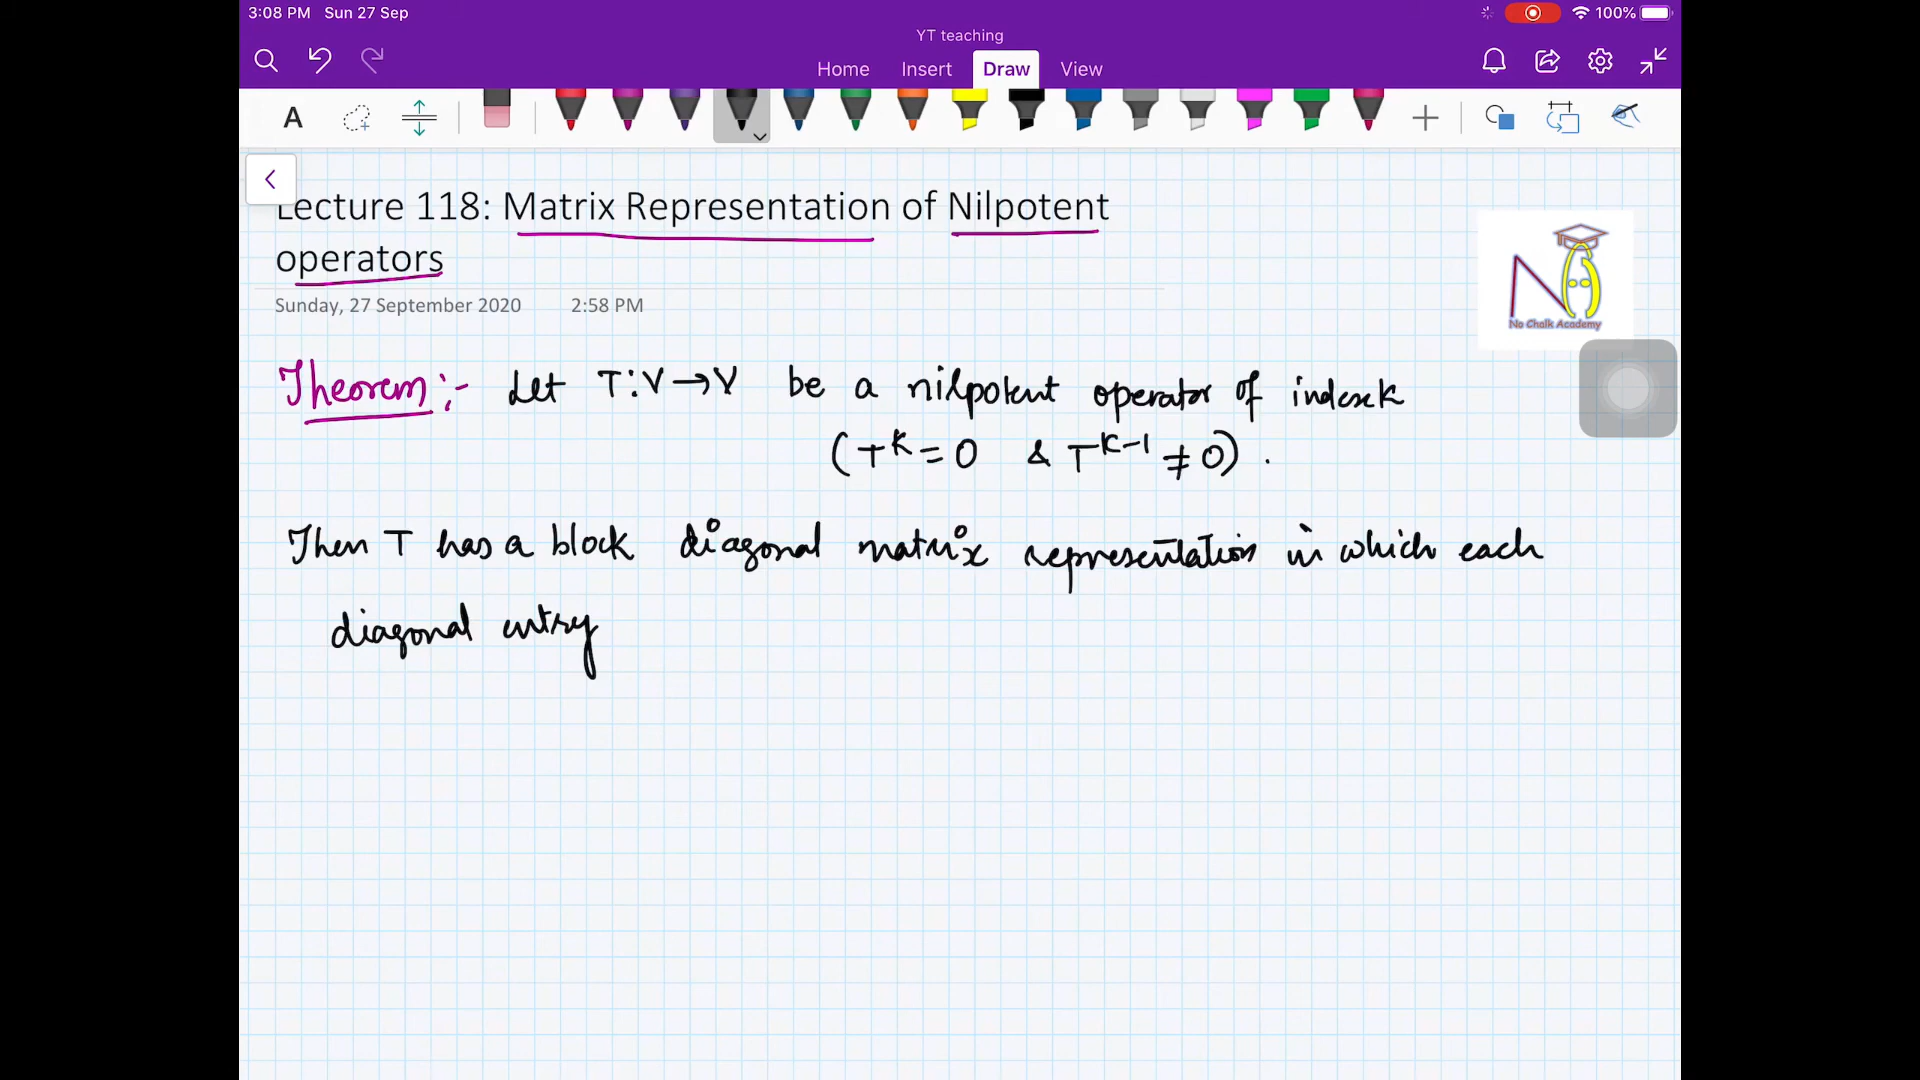 3:08 PM Sun 27 Sep 100%
YT teaching
Home Insert Draw View
A
Lecture 118: Matrix Representation of Nilpotent
operators
Sunday, 27 September 2020 2:58 PM
No Chalk Academy
Theorem:- Let T:V→V be a nilpotent operator of index k
(T^k = 0 & T^k-1 ≠ 0).
Then T has a block diagonal matrix representation in which each
diagonal entry